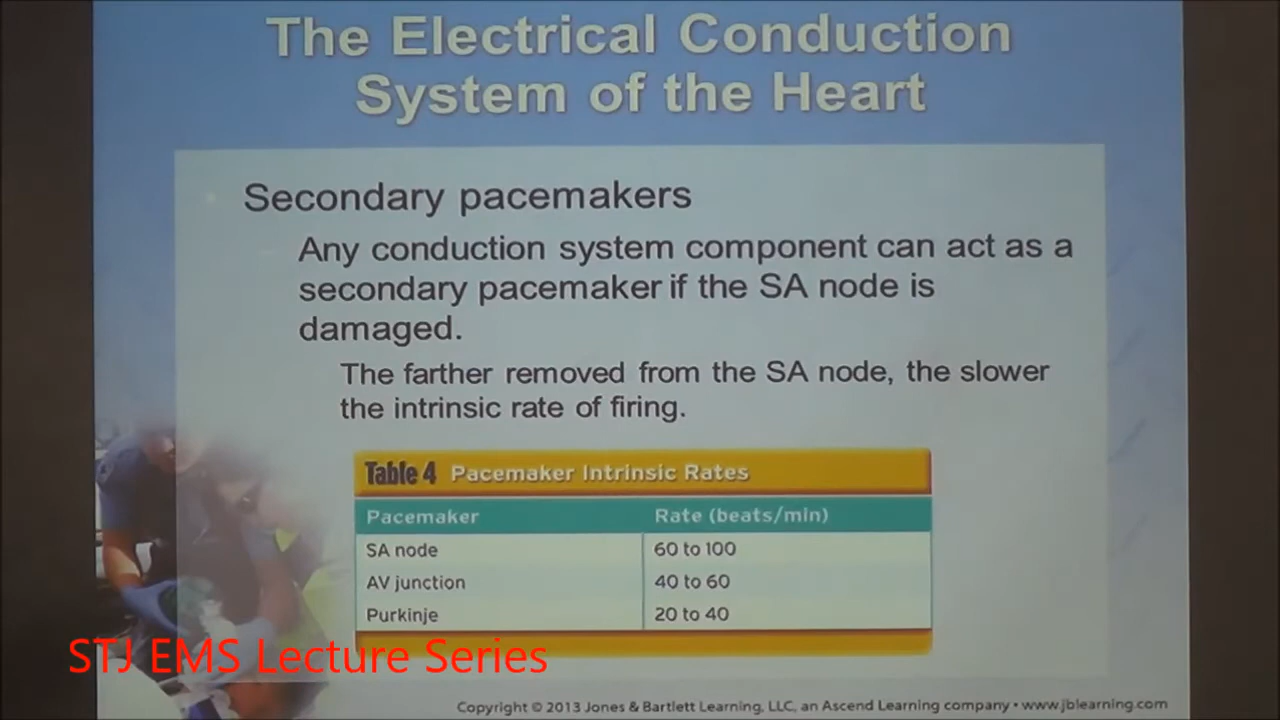 The Electrical Conduction
System of the Heart
Secondary pacemakers
Any conduction system component can act as a
secondary pacemaker if the SA node is
damaged.
The farther removed from the SA node, the slower
the intrinsic rate of firing.
Table 4 Pacemaker Intrinsic Rates
Pacemaker Rate (beats/min)
SA node 60 to 100
AV junction 40 to 60
Purkinje 20 to 40
STJ EMS Lecture Series
Copyright © 2013 Jones & Bartlett Learning, LLC, an Ascend Learning company • www.jblearning.com